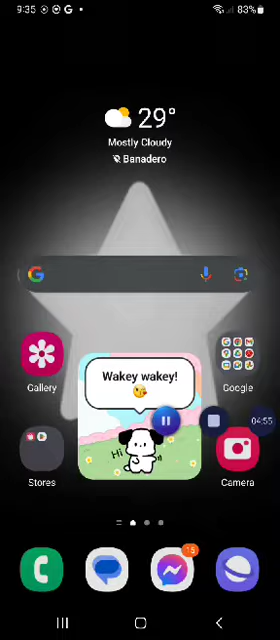 9:35
83%
29°
Mostly Cloudy
Banadero
Wakey wakey!
Hi
Gallery
Google
04:55
Stores
Camera
15